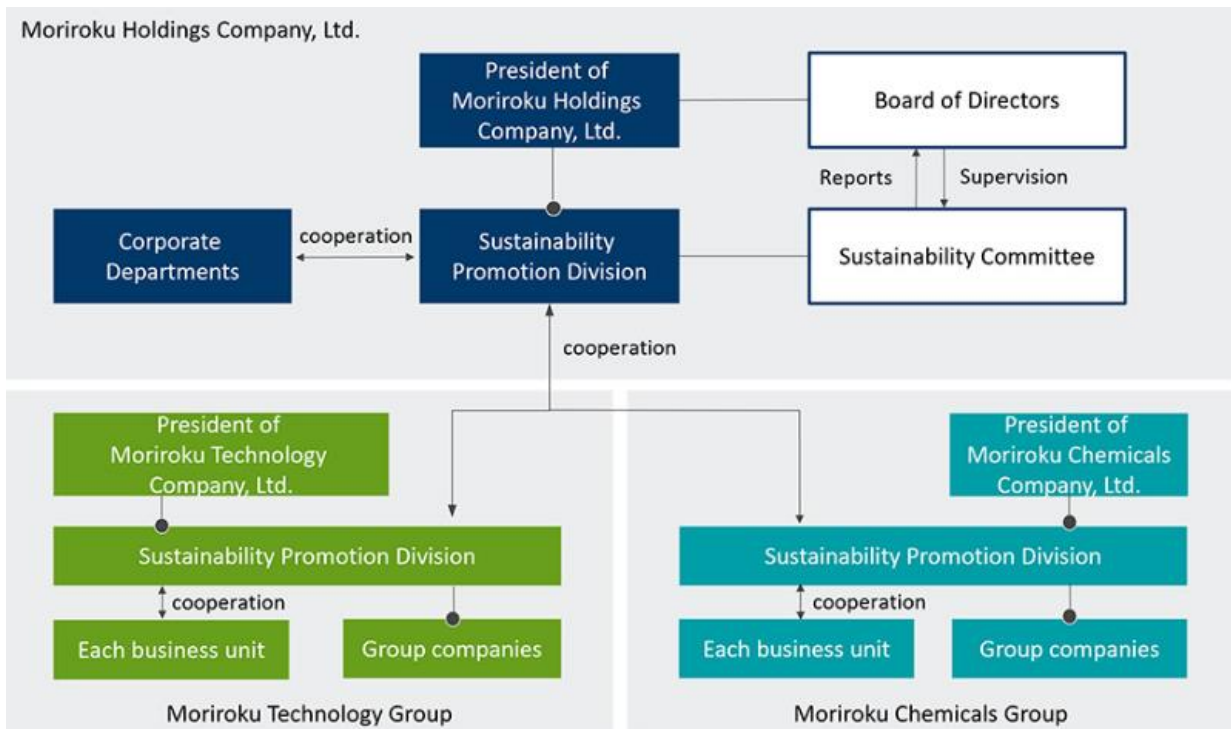 Moriroku Holdings Company, Ltd.
President of
Moriroku Holdings
Company, Ltd.
Board of Directors
Reports
Supervision
Corporate
Departments
cooperation
Sustainability
Promotion Division
Sustainability Committee
cooperation
President of
Moriroku Technology
Company, Ltd.
Sustainability Promotion Division
cooperation
Each business unit
Group companies
Moriroku Technology Group
President of
Moriroku Chemicals
Company, Ltd.
Sustainability Promotion Division
cooperation
Each business unit
Group companies
Moriroku Chemicals Group